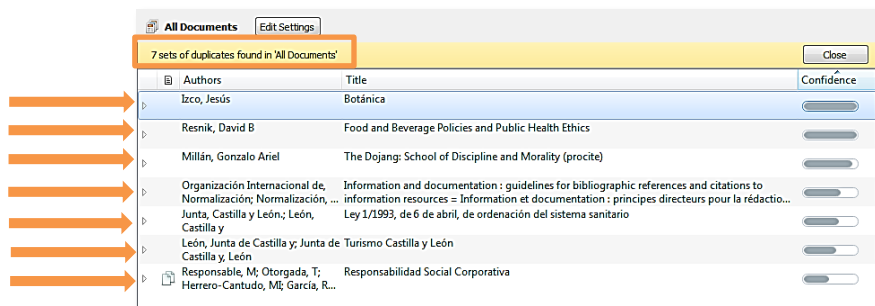 All Documents Edit Settings
7 sets of duplicates found in 'All Documents' Close
Authors Title Confidence
Izco, Jesús Botánica
Resnik, David B Food and Beverage Policies and Public Health Ethics
Millán, Gonzalo Ariel The Dojang: School of Discipline and Morality (procite)
Organización Internacional de, Information and documentation : guidelines for bibliographic references and citations to
Normalización; Normalización, ... information resources = Information et documentation : principes directeurs pour la rédactio...
Junta, Castilla y León.; León, Ley 1/1993, de 6 de abril, de ordenación del sistema sanitario
Castilla y
León, Junta de Castilla y; Junta de Turismo Castilla y León
Castilla y, León
Responsable, M; Otorgada, T; Responsabilidad Social Corporativa
Herrero-Cantudo, MI; García, R...